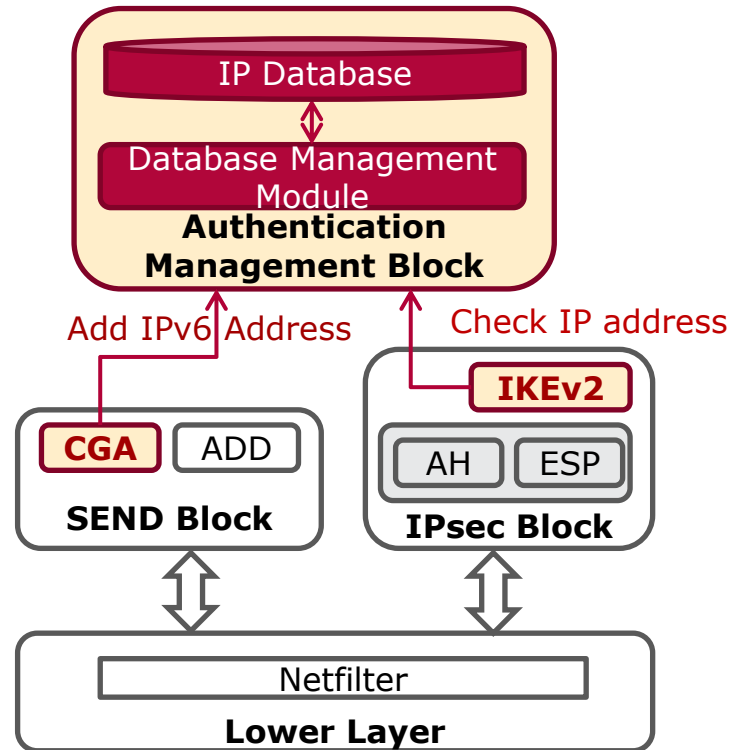 IP Database
Database Management
Module
Authentication
Management Block
Add IPv6 Address
Check IP address
IKEv2
CGA
ADD
AH
ESP
SEND Block
IPsec Block
Netfilter
Lower Layer